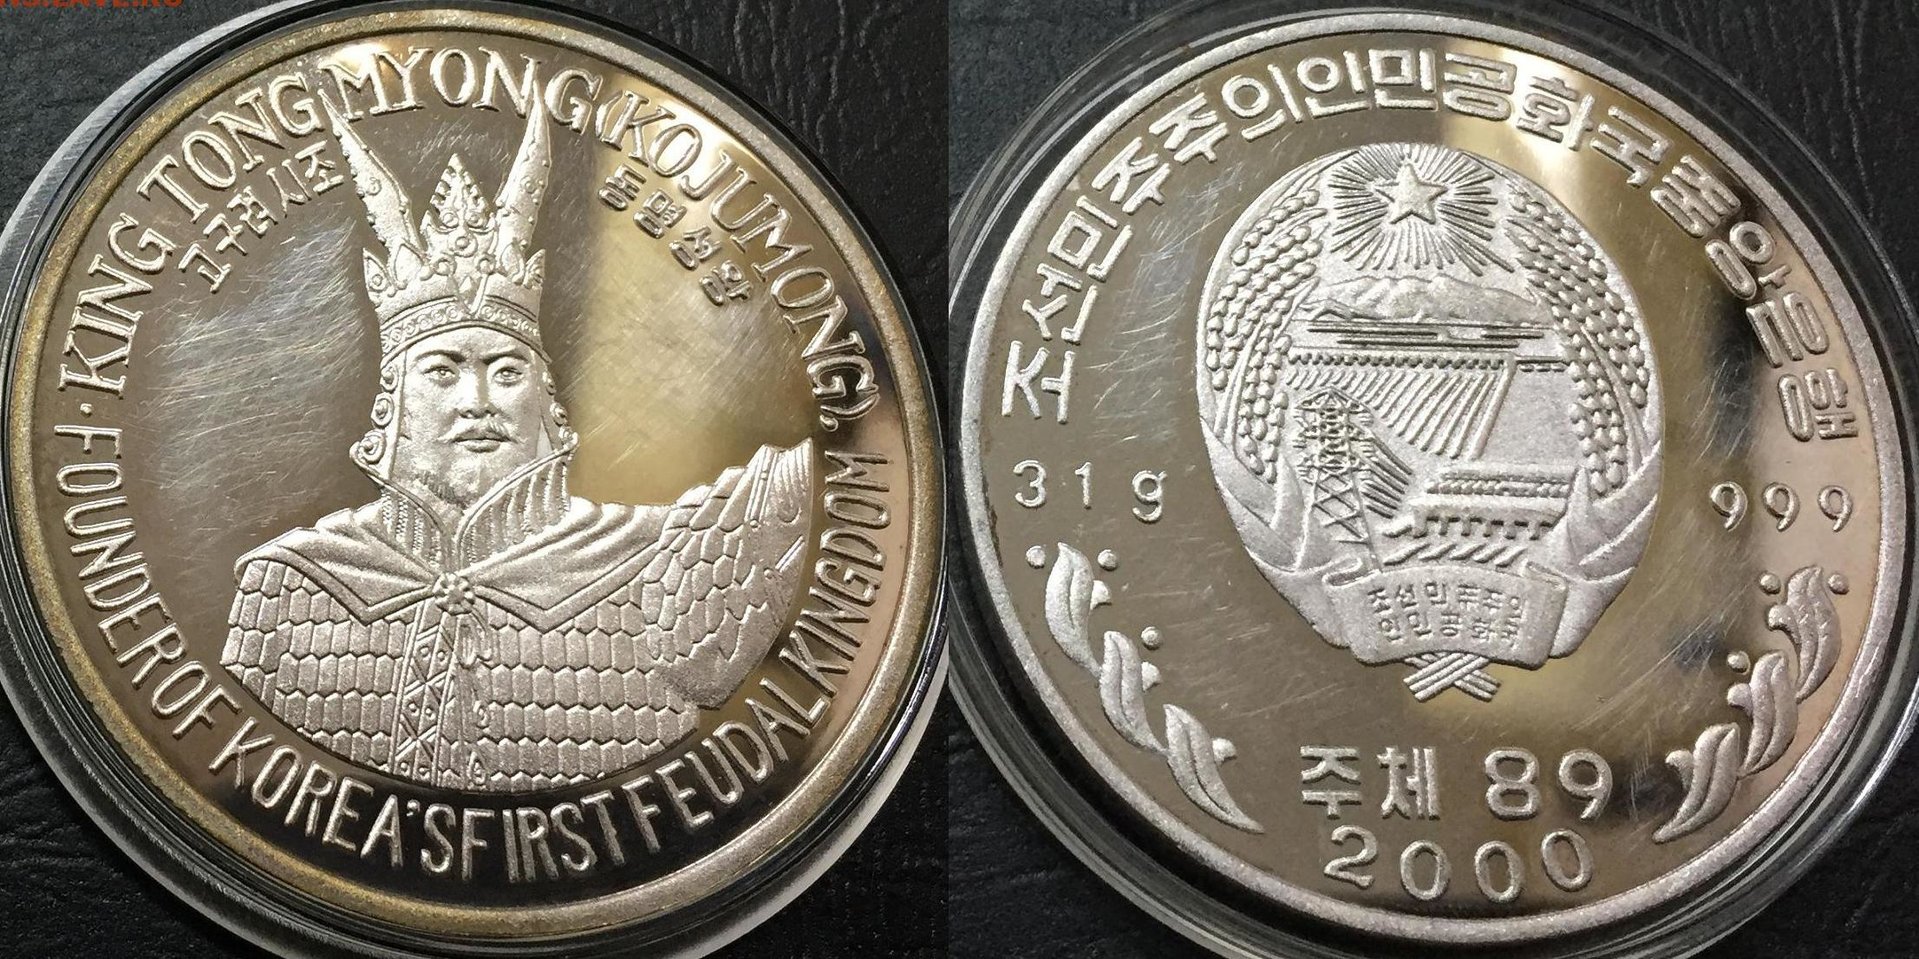 KING TONG MYONG (KO JUMONG),
FOUNDER OF KOREA'S FIRST FEUDAL KINGDOM
고구려 시조
동명성왕
조선민주주의인민공화국중앙은행
31g
999
조선민주주의
인민공화국
주체 89
2000